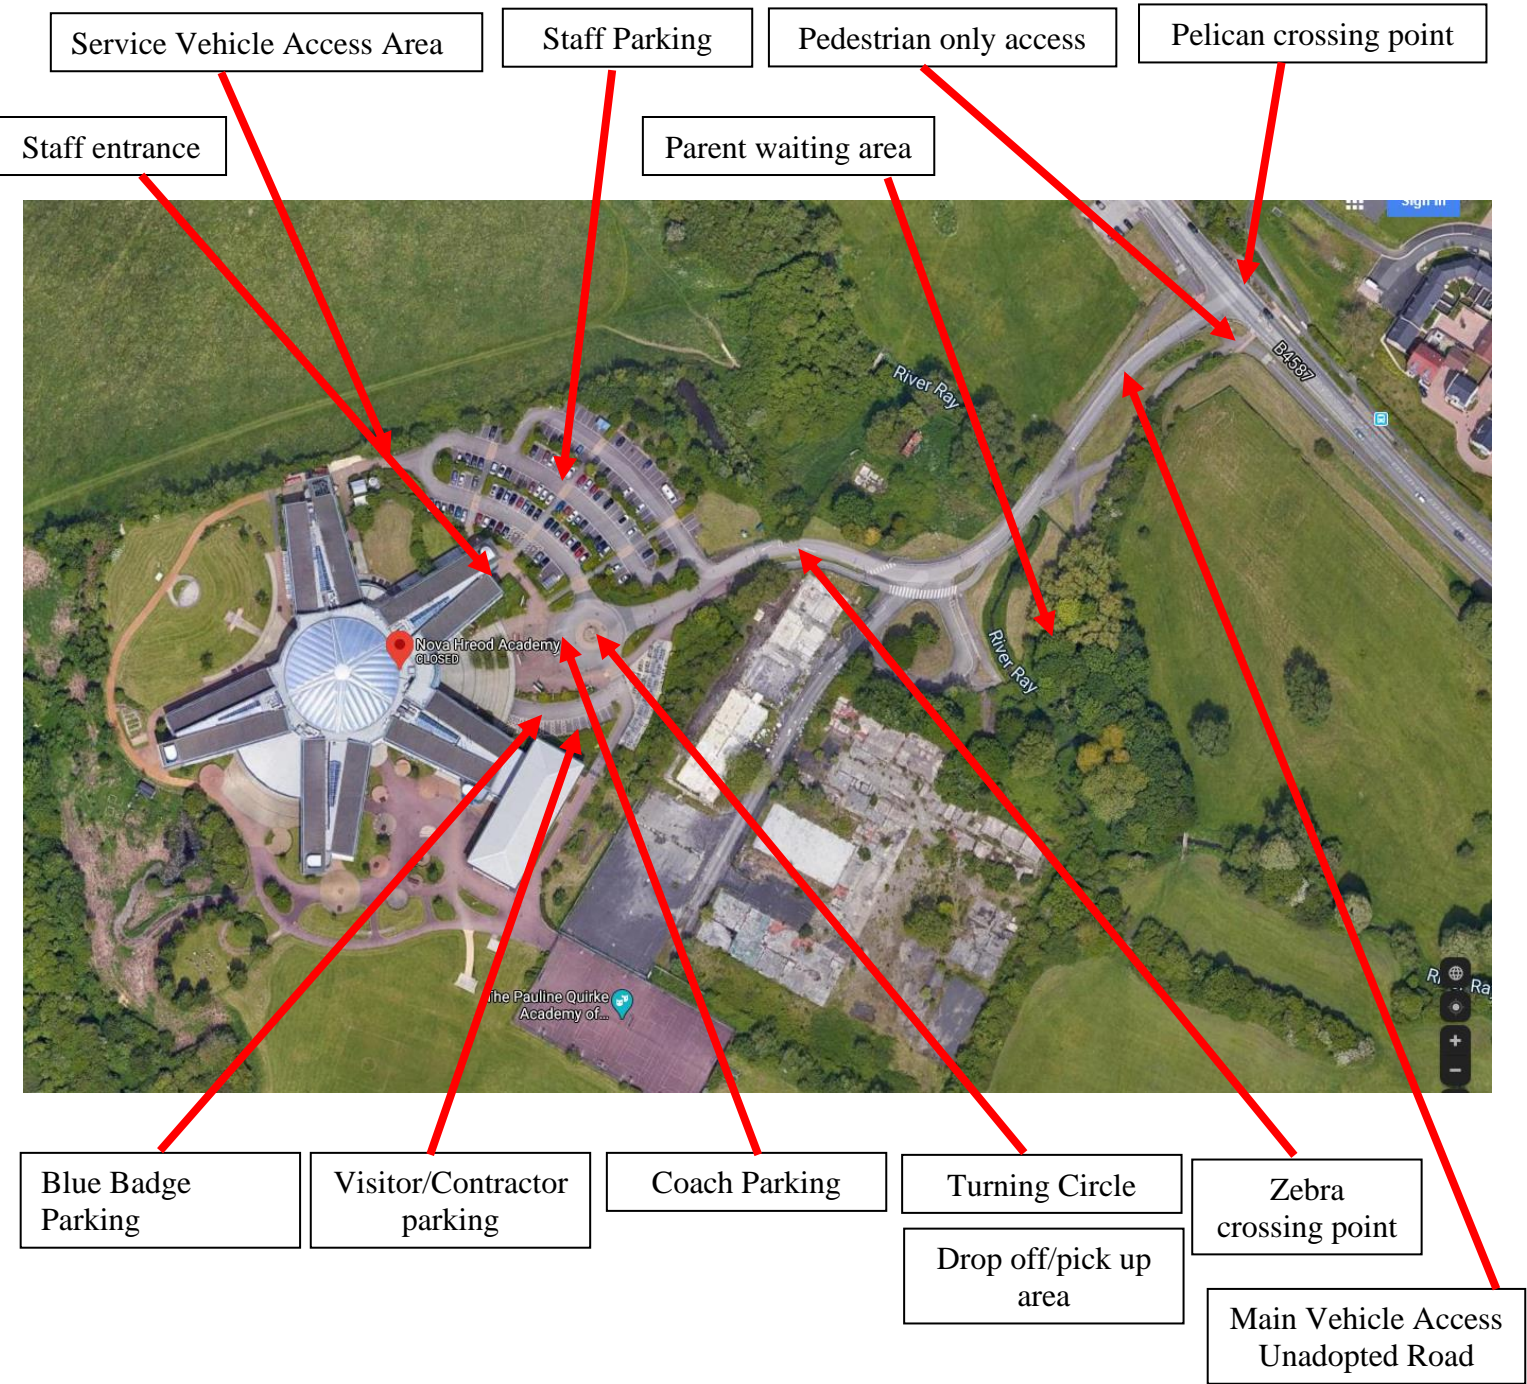 Service Vehicle Access Area
Staff Parking
Pedestrian only access
Pelican crossing point
Staff entrance
Parent waiting area
Sign in
B4587
River Ray
Nova Hreod Academy
CLOSED
River Ray
The Pauline Quirke
Academy of...
Blue Badge
Parking
Visitor/Contractor
parking
Coach Parking
Turning Circle
Drop off/pick up
area
Zebra
crossing point
Main Vehicle Access
Unadopted Road